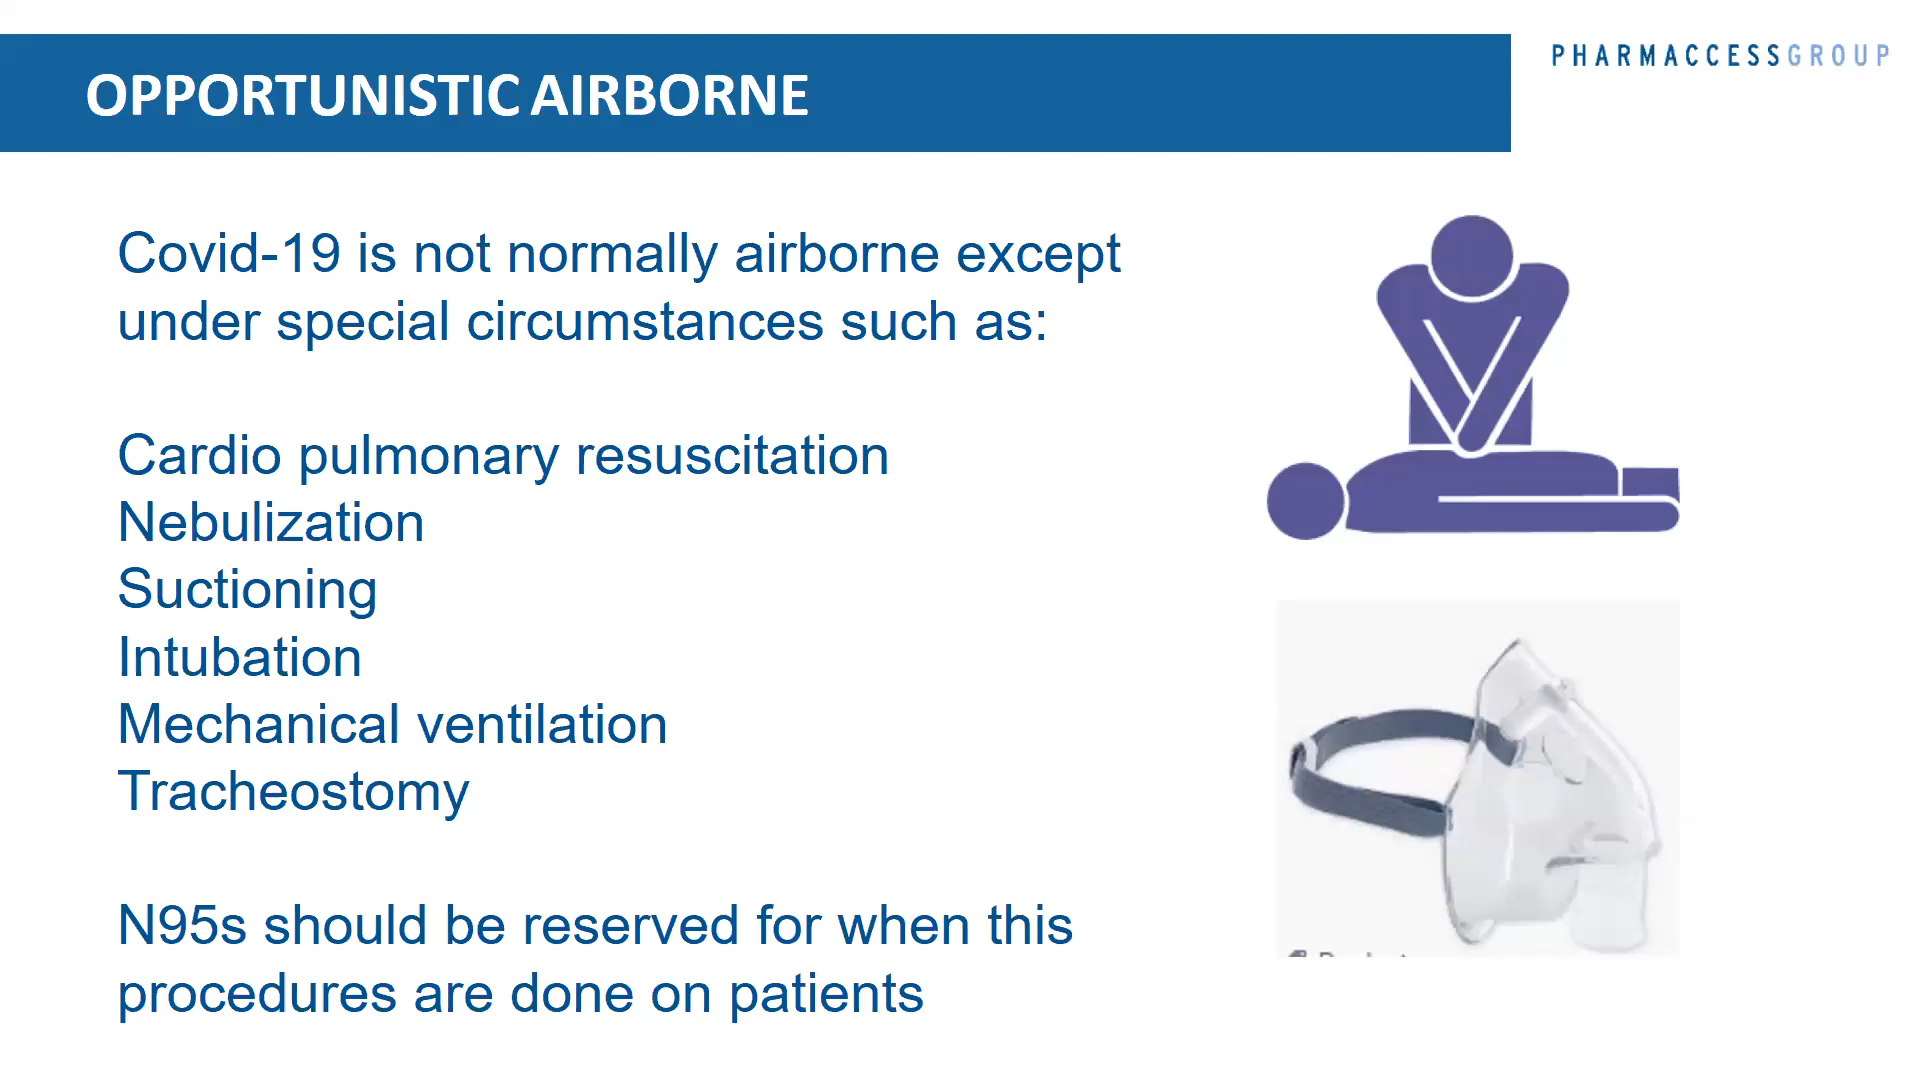 OPPORTUNISTIC AIRBORNE
PHARMACCESSGROUP
Covid-19 is not normally airborne except
under special circumstances such as:
Cardio pulmonary resuscitation
Nebulization
Suctioning
Intubation
Mechanical ventilation
Tracheostomy
N95s should be reserved for when this
procedures are done on patients